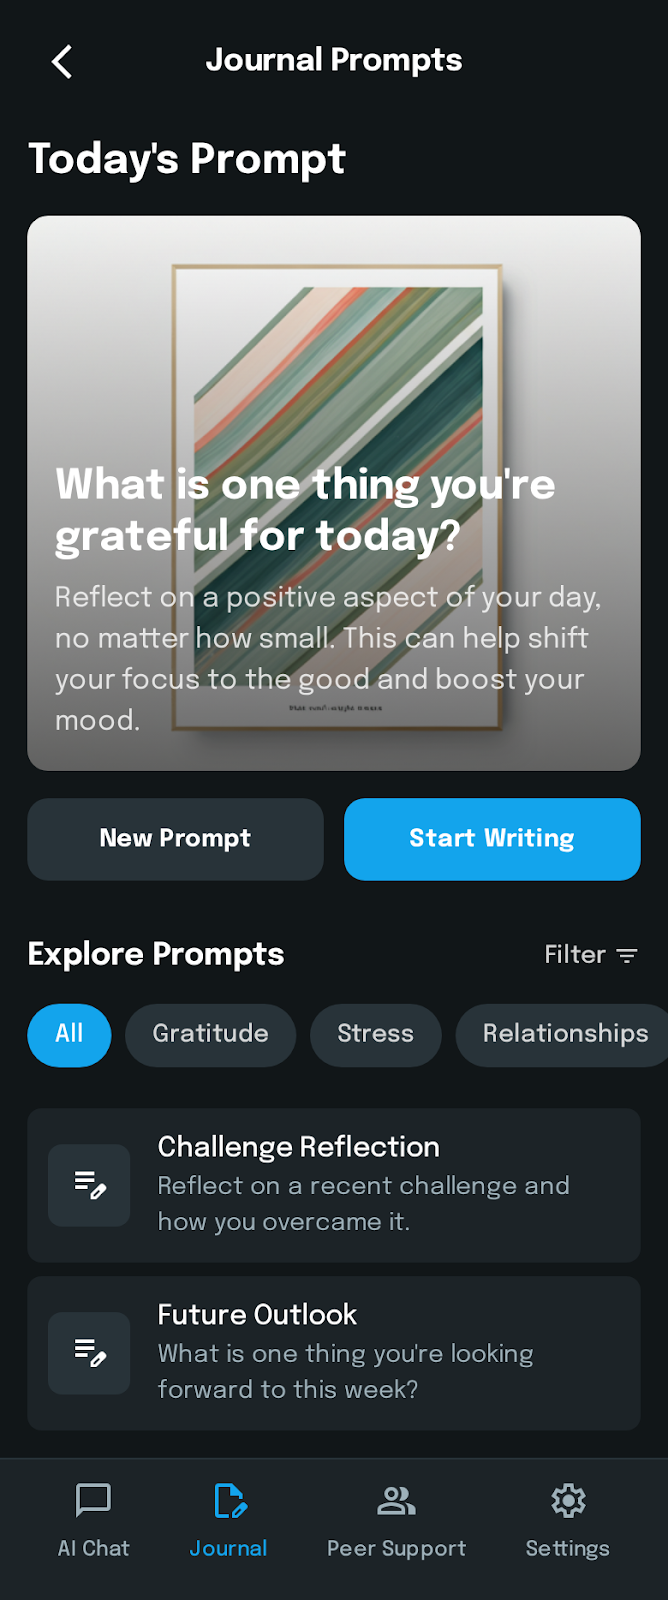 Journal Prompts
Today's Prompt
What is one thing you're
grateful for today?
Reflect on a positive aspect of your day,
no matter how small. This can help shift
your focus to the good and boost your
mood.
New Prompt
Start Writing
Explore Prompts
Filter
All
Gratitude
Stress
Relationships
Challenge Reflection
Reflect on a recent challenge and
how you overcame it.
Future Outlook
What is one thing you're looking
forward to this week?
AI Chat
Journal
Peer Support
Settings